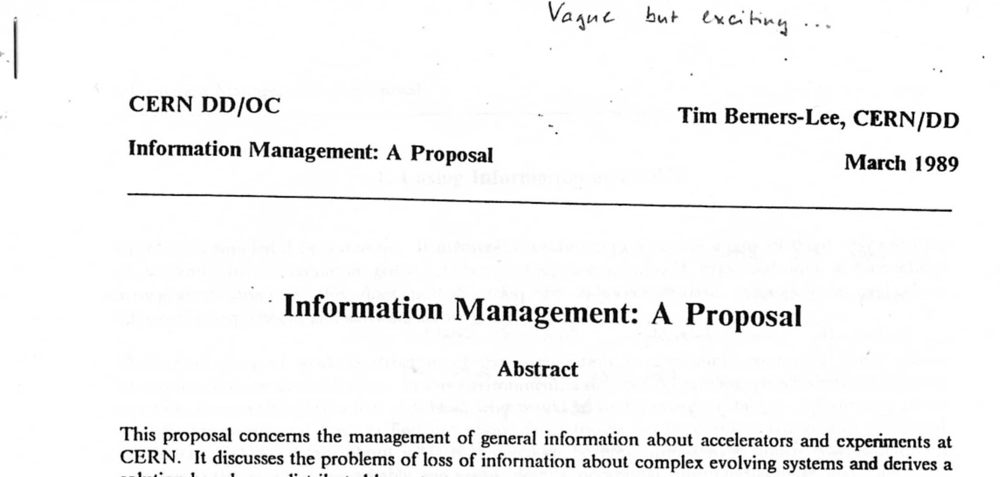 Vague but exciting ...
CERN DD/OC
Tim Berners-Lee, CERN/DD
Information Management: A Proposal
March 1989
Information Management: A Proposal
Abstract
This proposal concerns the management of general information about accelerators and experiments at
CERN. It discusses the problems of loss of information about complex evolving systems and derives a